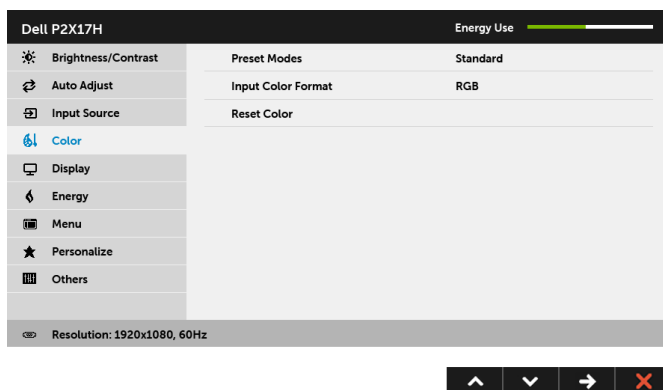 Dell P2X17H Energy Use
Brightness/Contrast Preset Modes Standard
Auto Adjust Input Color Format RGB
Input Source Reset Color
Color
Display
Energy
Menu
Personalize
Others
Resolution: 1920x1080, 60Hz